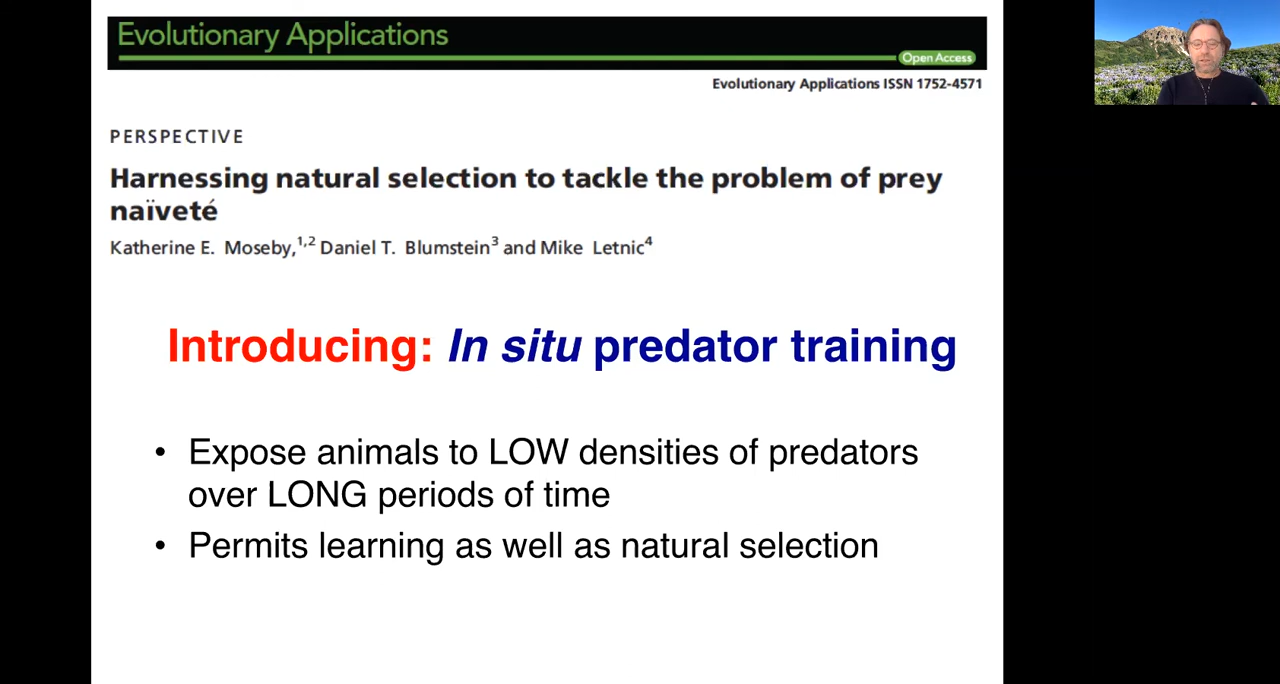 Evolutionary Applications
Open Access
Evolutionary Applications ISSN 1752-4571
PERSPECTIVE
Harnessing natural selection to tackle the problem of prey
naïveté
Katherine E. Moseby,1,2 Daniel T. Blumstein3 and Mike Letnic4
Introducing: In situ predator training
• Expose animals to LOW densities of predators
over LONG periods of time
• Permits learning as well as natural selection